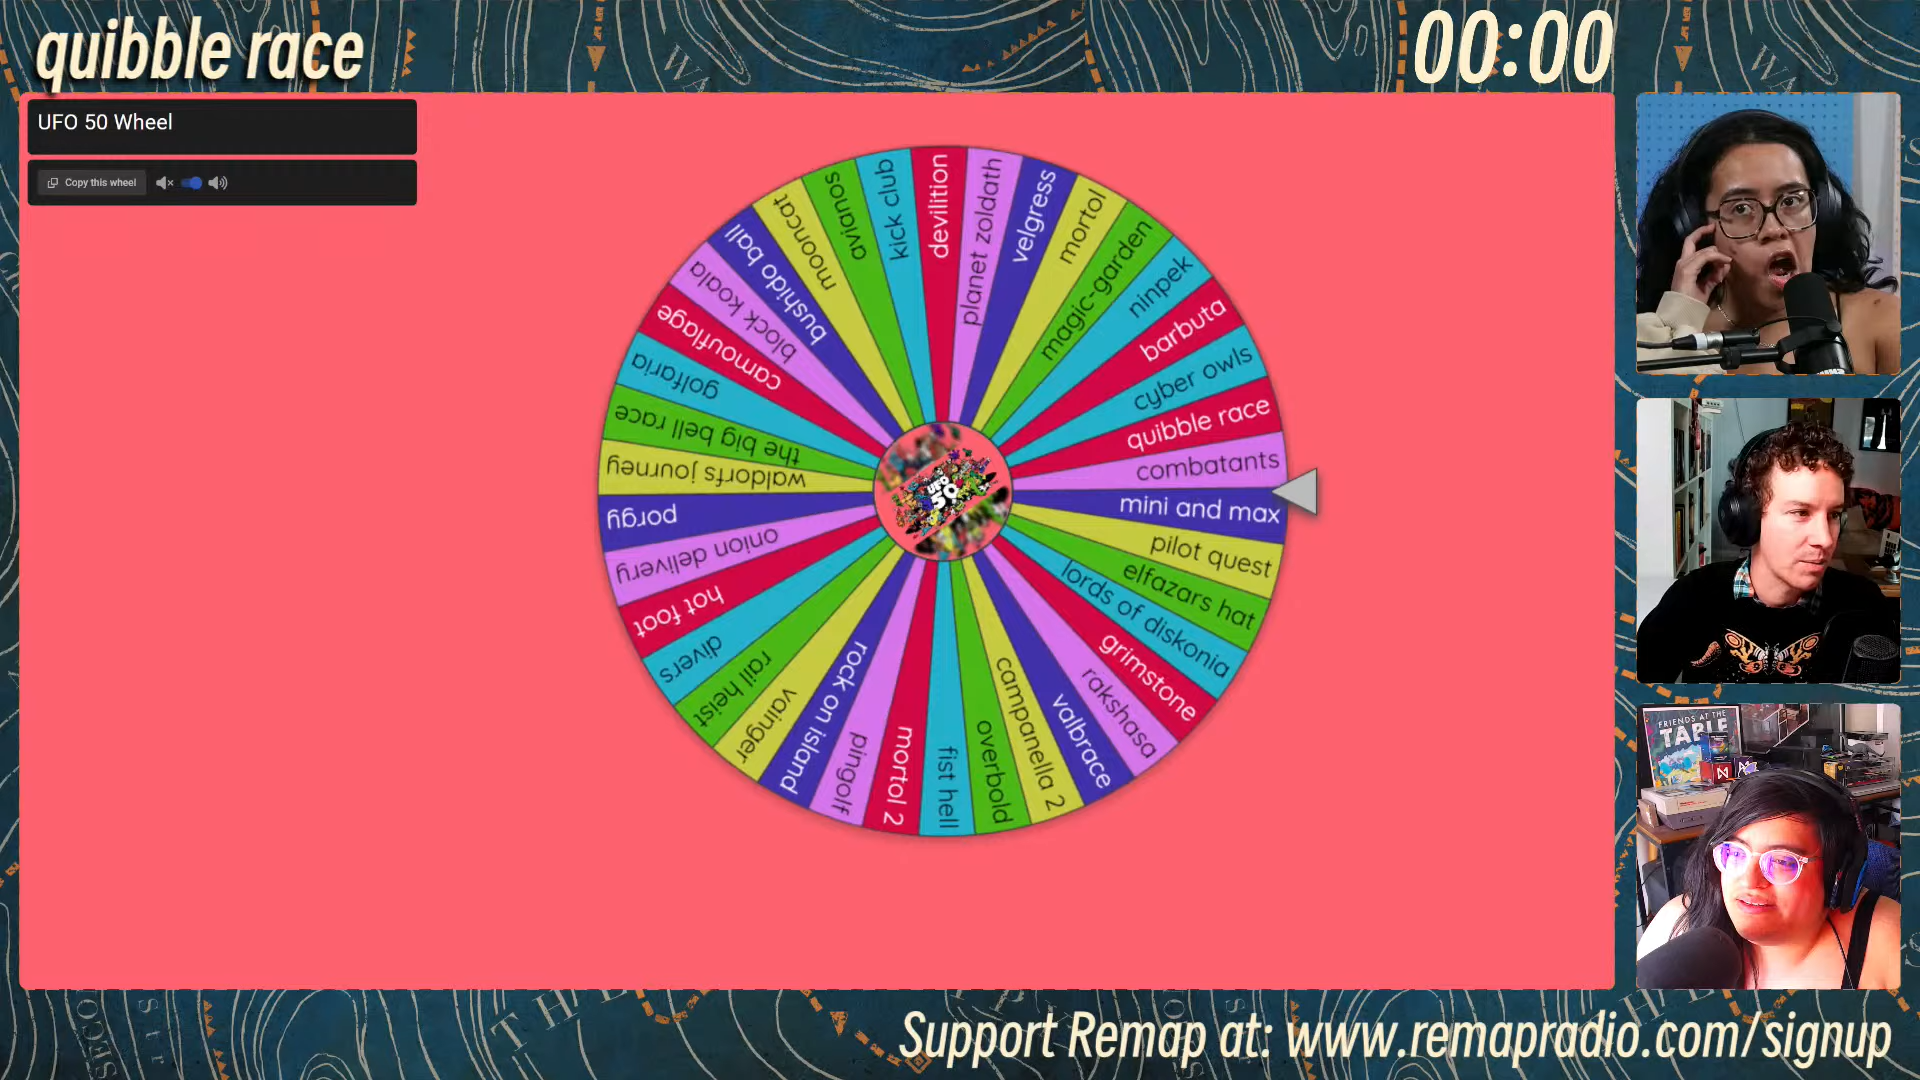 quibble race
00:00
UFO 50 Wheel
Copy this wheel
devilition
planet zoldath
velgress
mortol
magic-garden
ninpek
barbuta
cyber owls
quibble race
combatants
mini and max
pilot quest
elfazars hat
lords of diskonia
grimstone
rakshasa
valbrace
campanella 2
overbold
fist hell
mortol 2
pingolf
rock on island
vainger
rail heist
divers
hot foot
onion delivery
porgy
waldorfs journey
the big bell race
golfaria
camouflage
block koala
bushido ball
mooncat
avianos
kick club
UFO
50
FRIENDS AT THE
TABLE
Support Remap at: www.remapradio.com/signup